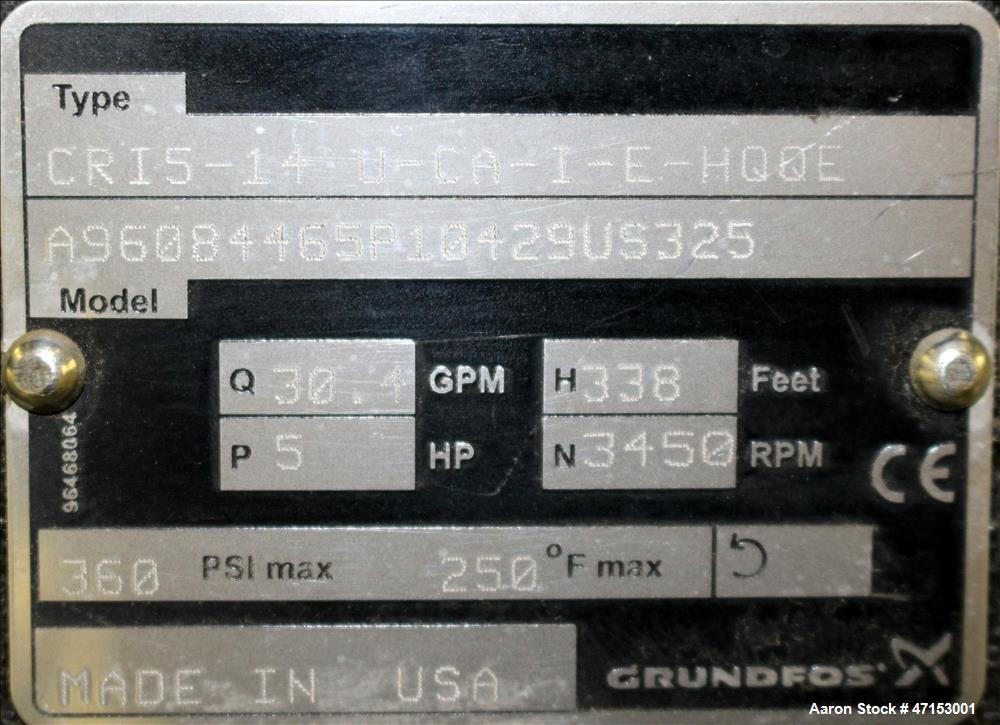 Type
CRI5-14 U-CA-I-E-HQQE
A96084465P10429US325
Model
Q 30.4 GPM H 338 Feet
P 5 HP N 3450 RPM
96468064
CE
360 PSI max 250 °F max
MADE IN USA
GRUNDFOS
Aaron Stock # 47153001